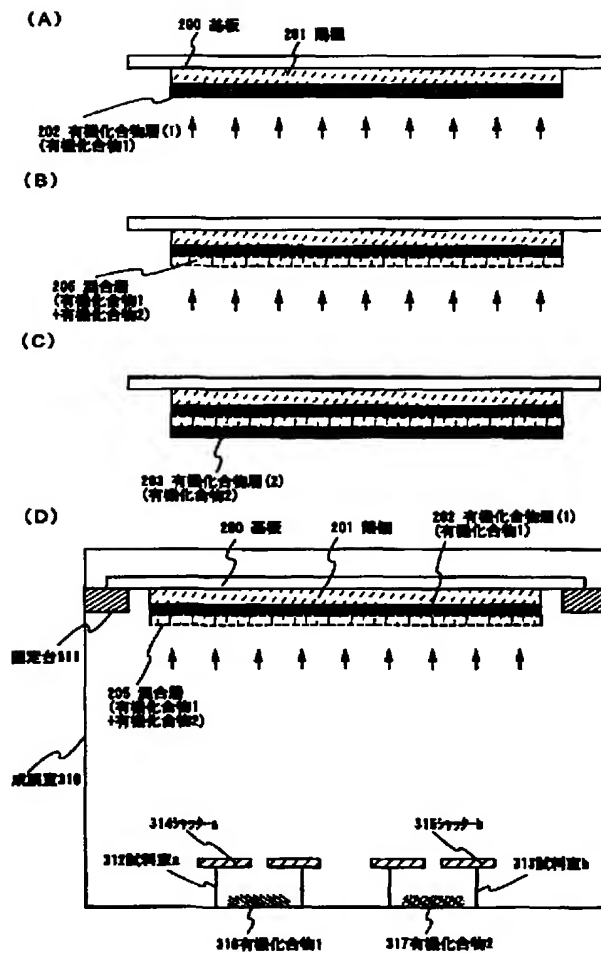 (A)
200 基板
201 陽極
202 有機化合物層(1)
(有機化合物1)
(B)
205 混合層
(有機化合物1
+有機化合物2)
(C)
203 有機化合物層(2)
(有機化合物2)
(D)
200 基板
201 陽極
202 有機化合物層(1)
(有機化合物1)
固定台311
205 混合層
(有機化合物1
+有機化合物2)
成膜室310
314シャッターa
315シャッターb
312試料室a
313試料室b
316有機化合物1
317有機化合物2